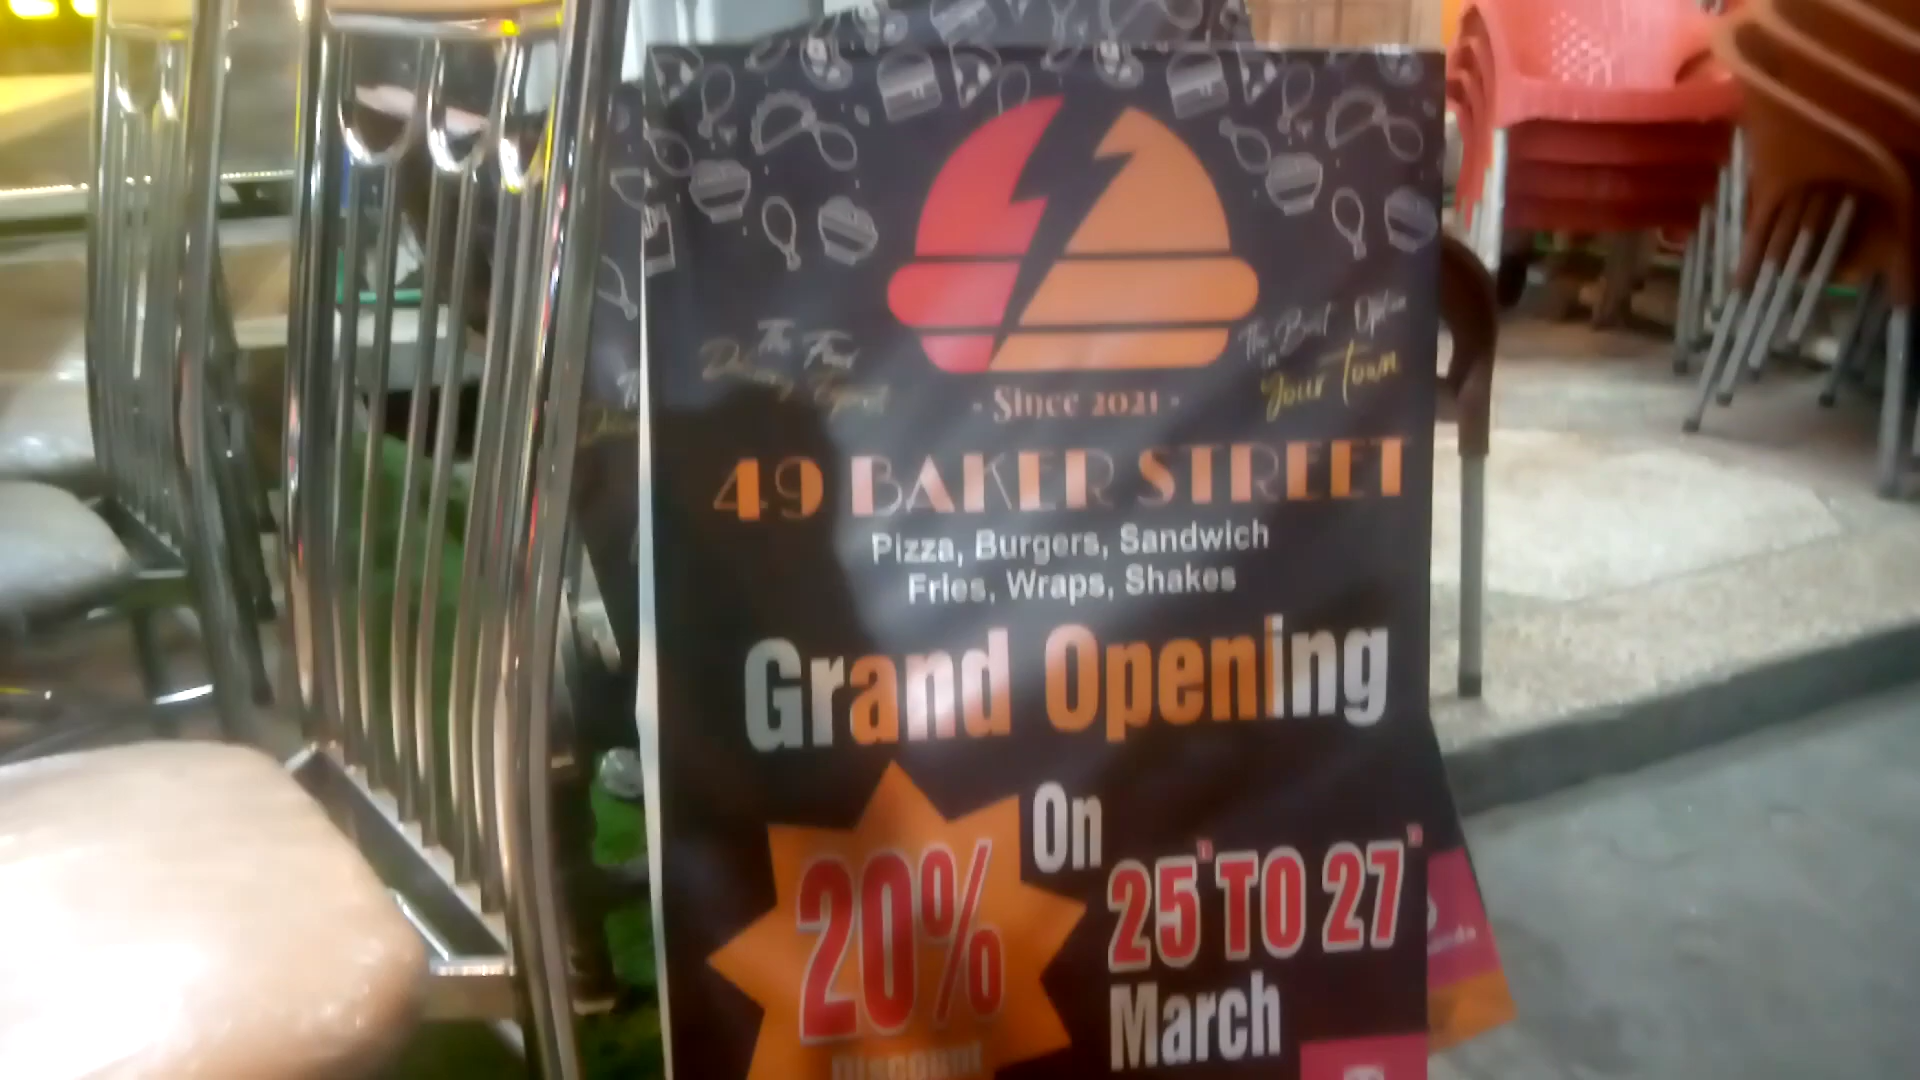 The Food
Delivery Expert
The Best Option
in
Your Town
- Since 2021 -
49 BAKER STREET
Pizza, Burgers, Sandwich
Fries, Wraps, Shakes
Grand Opening
On
25 TO 27
March
20%
Discount